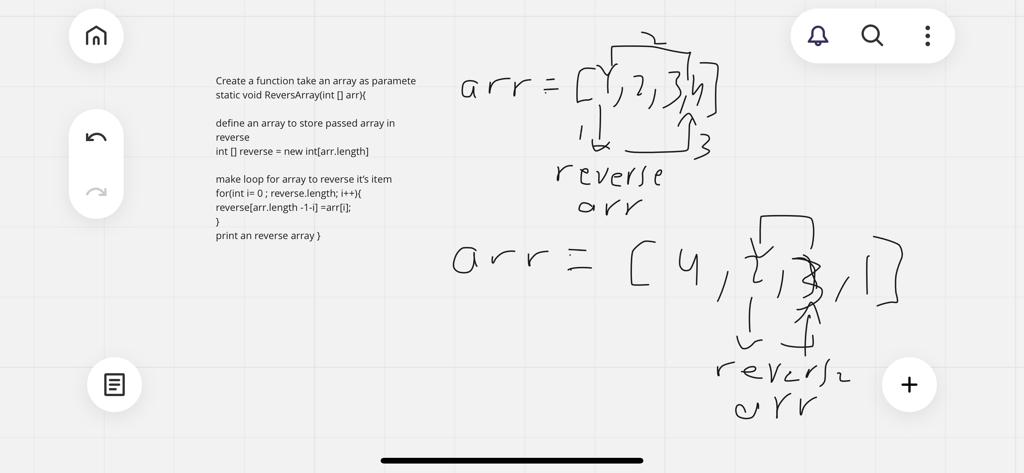 Create a function take an array as paramete
static void ReversArray(int [] arr){
define an array to store passed array in
reverse
int [] reverse = new int[arr.length]
make loop for array to reverse it's item
for(int i= 0 ; reverse.length; i++){
reverse[arr.length -1-i] =arr[i];
}
print an reverse array }
2
arr = [1, 2, 3, 4]
1
3
reverse
arr
arr = [ 4 , 2 , 3 , 1 ]
reverse
arr